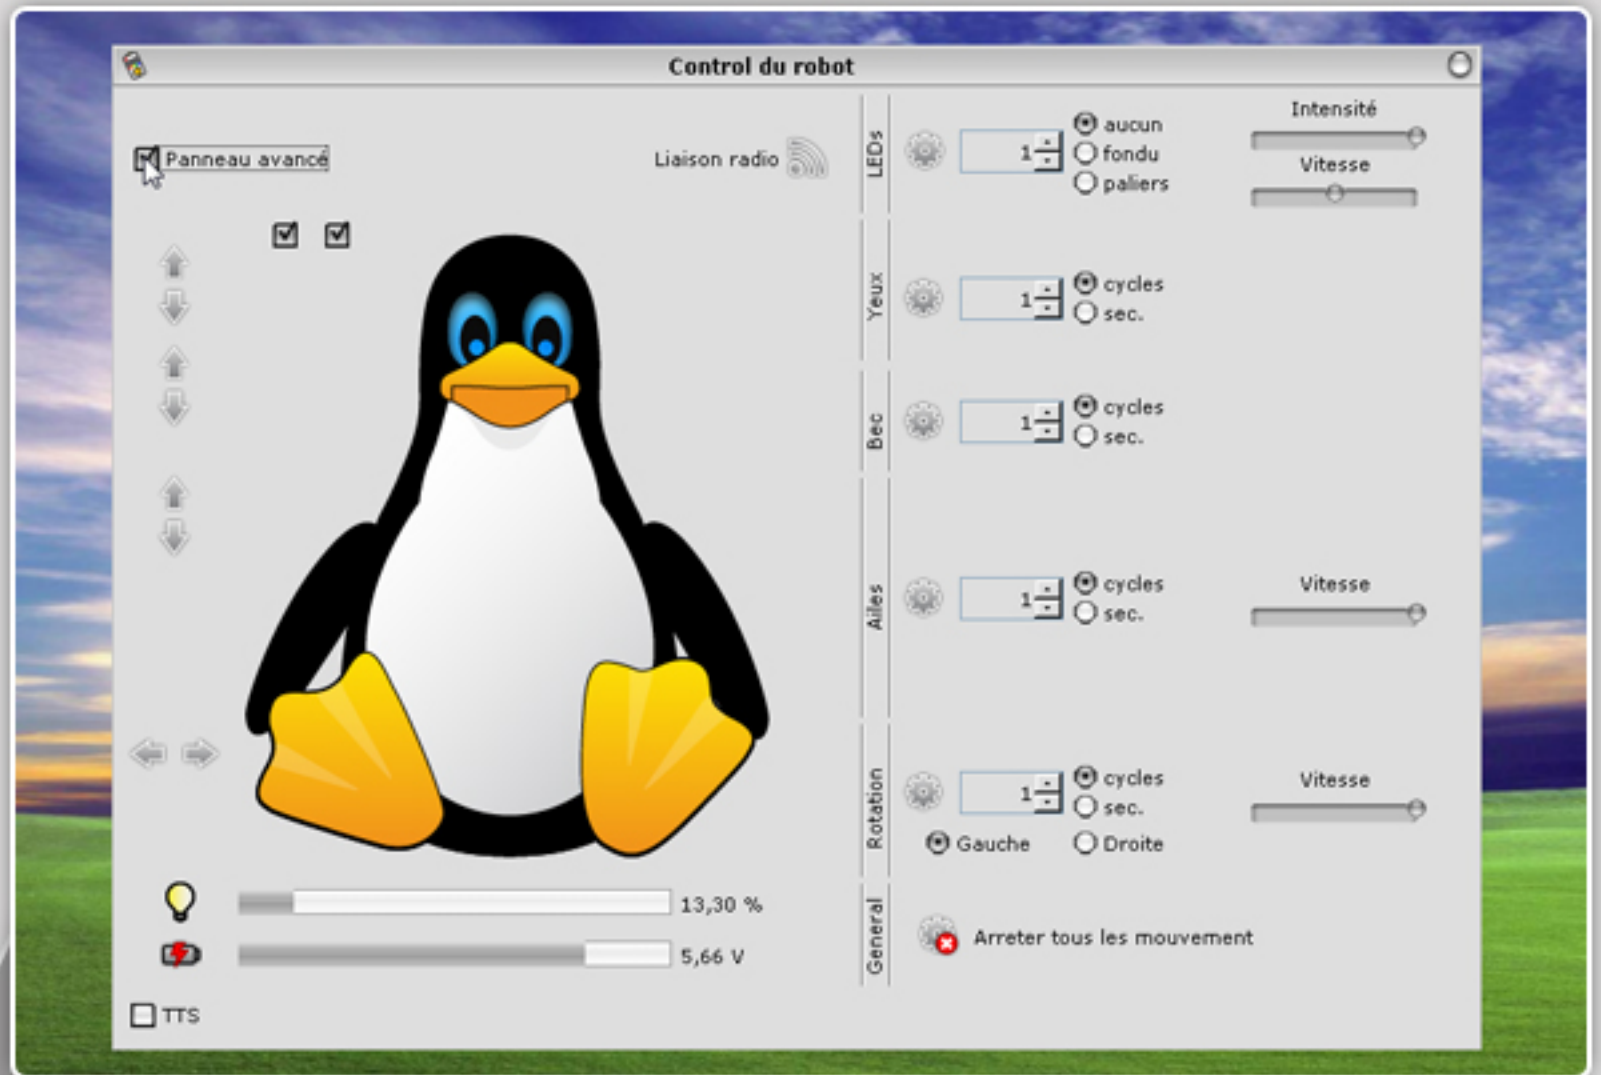 Control du robot
Panneau avancé
Liaison radio
13,30 %
5,66 V
TTS
LEDs
1
aucun
fondu
paliers
Intensité
Vitesse
Yeux
1
cycles
sec.
Bec
1
cycles
sec.
Ailes
1
cycles
sec.
Vitesse
Rotation
1
cycles
sec.
Gauche
Droite
Vitesse
General
Arreter tous les mouvement